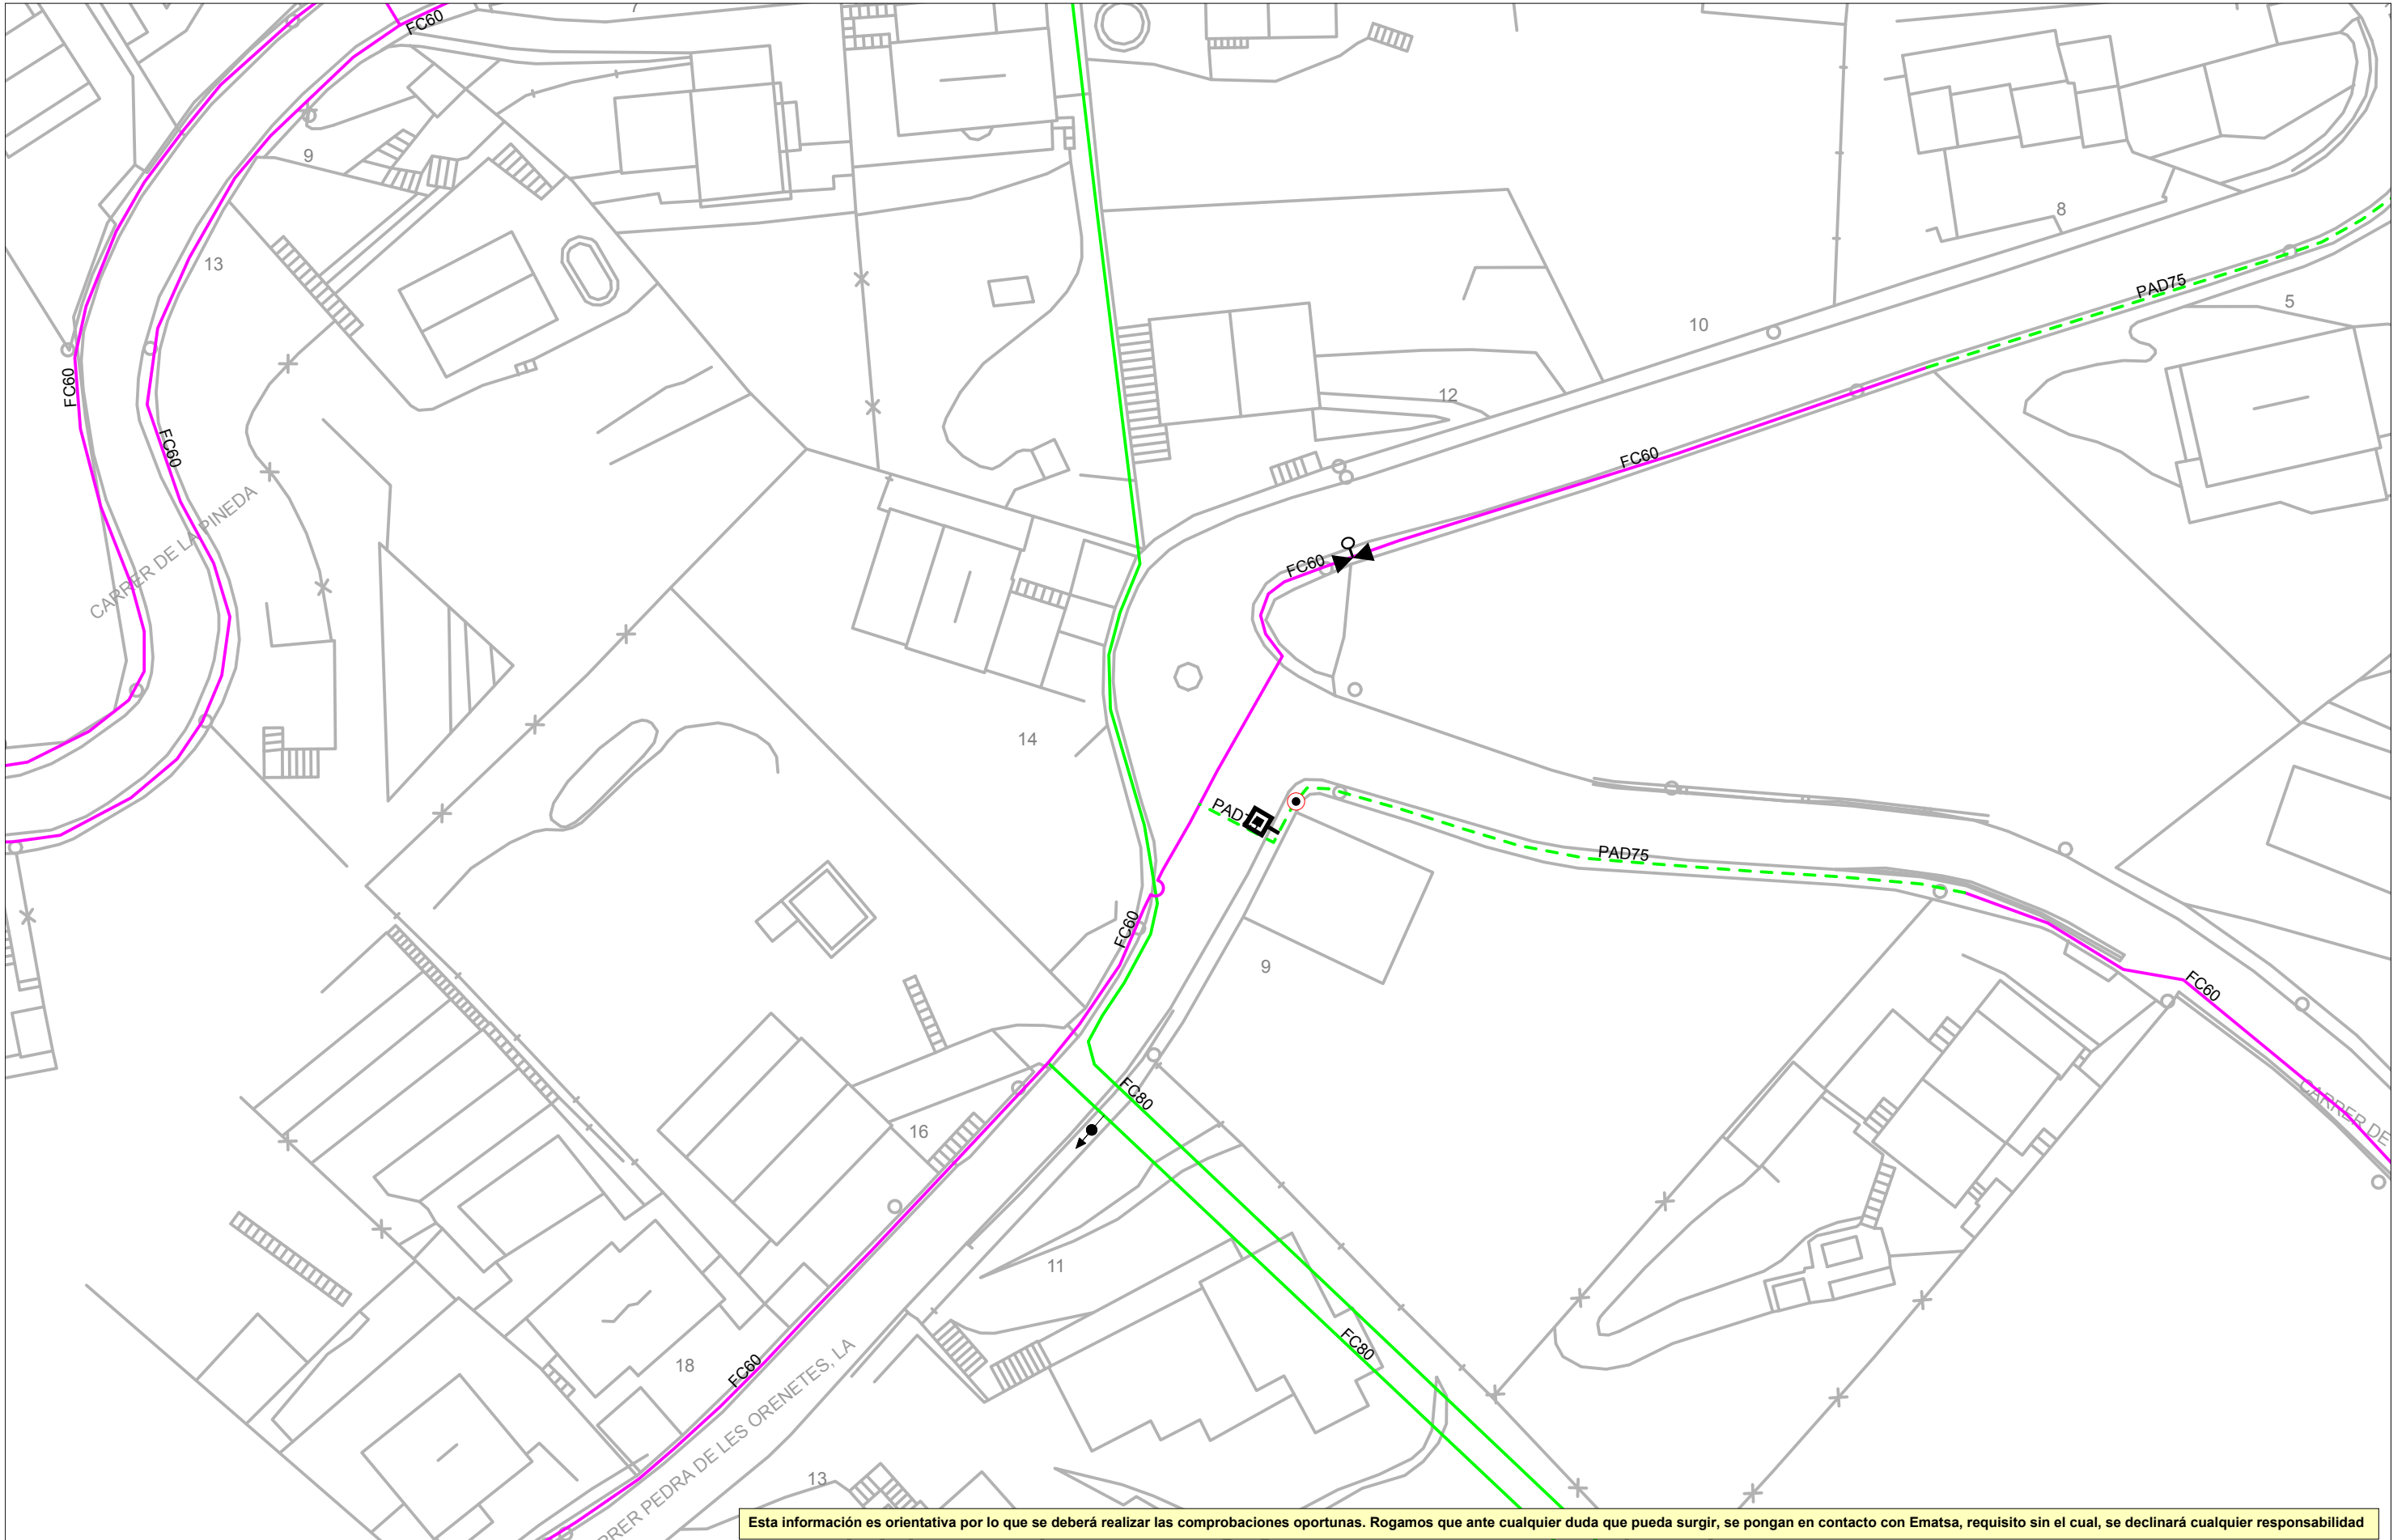 FC60
7
9
8
13
PAD75
5
10
FC60
12
FC60
FC60
CARRER DE LA PINEDA
FC60
14
PAD75
FC60
9
FC60
FC80
CARRER DE
16
11
FC80
18
FC60
PEDRA DE LES ORENETES, LA
13
Esta información es orientativa por lo que se deberá realizar las comprobaciones oportunas. Rogamos que ante cualquier duda que pueda surgir, se pongan en contacto con Ematsa, requisito sin el cual, se declinará cualquier responsabilidad